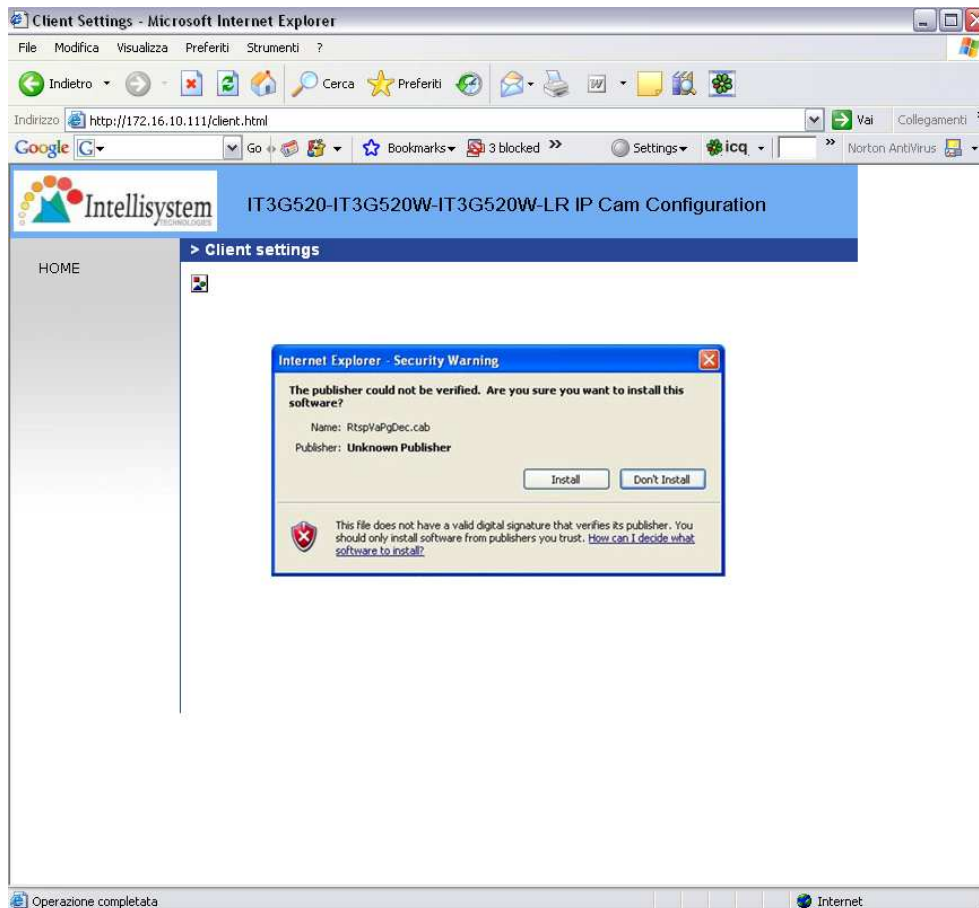 Client Settings - Microsoft Internet Explorer
File Modifica Visualizza Preferiti Strumenti ?
Indietro Cerca Preferiti
Indirizzo http://172.16.10.111/client.html Vai Collegamenti »
Google G Go Bookmarks 3 blocked » Settings icq » Norton AntiVirus
Intellisystem TECHNOLOGIES IT3G520-IT3G520W-IT3G520W-LR IP Cam Configuration
> Client settings
HOME
Internet Explorer - Security Warning
The publisher could not be verified. Are you sure you want to install this
software?
Name: RtspVaPgDec.cab
Publisher: Unknown Publisher
Install Don't Install
This file does not have a valid digital signature that verifies its publisher. You
should only install software from publishers you trust. How can I decide what
software to install?
Operazione completata Internet